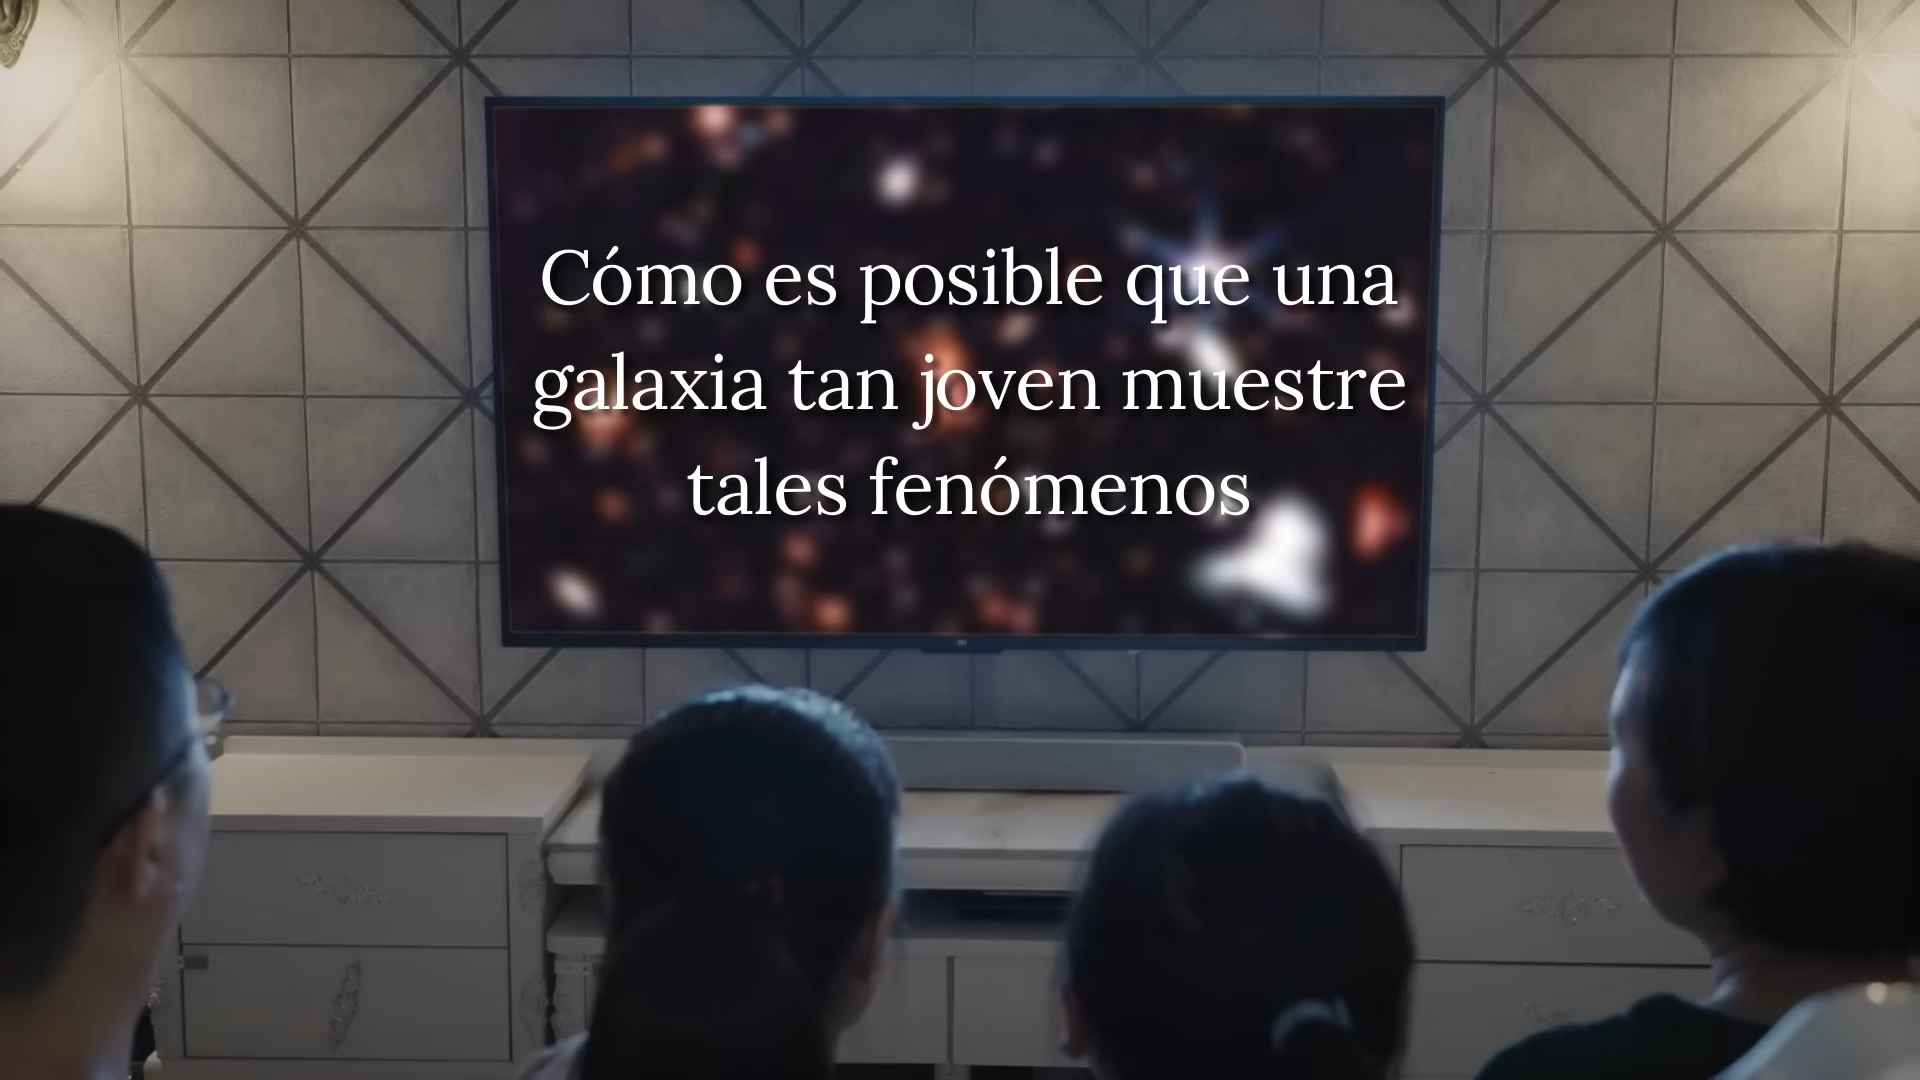 Cómo es posible que una
galaxia tan joven muestre
tales fenómenos